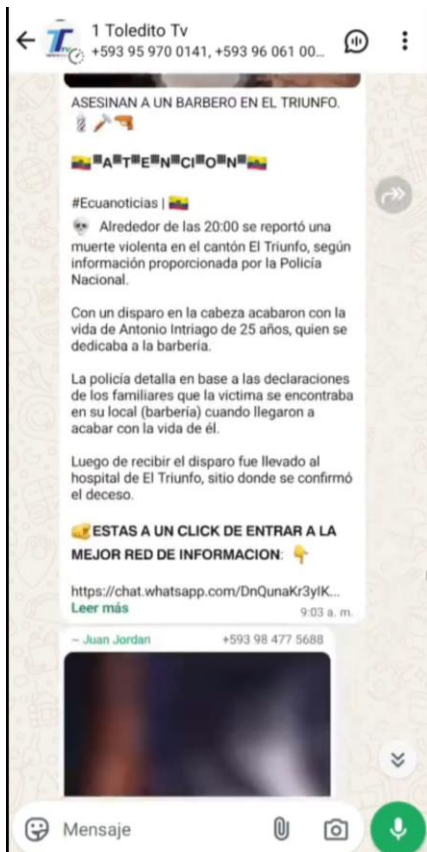 1 Toledito Tv
+593 95 970 0141, +593 96 061 00...
ASESINAN A UN BARBERO EN EL TRIUNFO.
💈🪒🔫
🇪🇨▀A▀T▀E▀N▀CI▀O▀N▀🇪🇨
#Ecuanoticias | 🇪🇨
💀 Alrededor de las 20:00 se reportó una
muerte violenta en el cantón El Triunfo, según
información proporcionada por la Policía
Nacional.
Con un disparo en la cabeza acabaron con la
vida de Antonio Intriago de 25 años, quien se
dedicaba a la barbería.
La policía detalla en base a las declaraciones
de los familiares que la victima se encontraba
en su local (barbería) cuando llegaron a
acabar con la vida de él.
Luego de recibir el disparo fue llevado al
hospital de El Triunfo, sitio donde se confirmó
el deceso.
🤜ESTAS A UN CLICK DE ENTRAR A LA
MEJOR RED DE INFORMACION: 👇
https://chat.whatsapp.com/DnQunaKr3yIK...
Leer más
9:03 a. m.
~ Juan Jordan
+593 98 477 5688
Mensaje